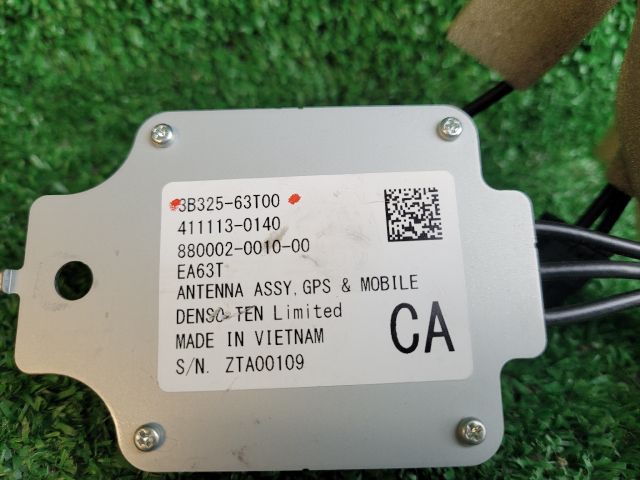 3B325-63T00
411113-0140
880002-0010-00
EA63T
ANTENNA ASSY, GPS & MOBILE
DENSO TEN Limited
MADE IN VIETNAM
S/N. ZTA00109
CA